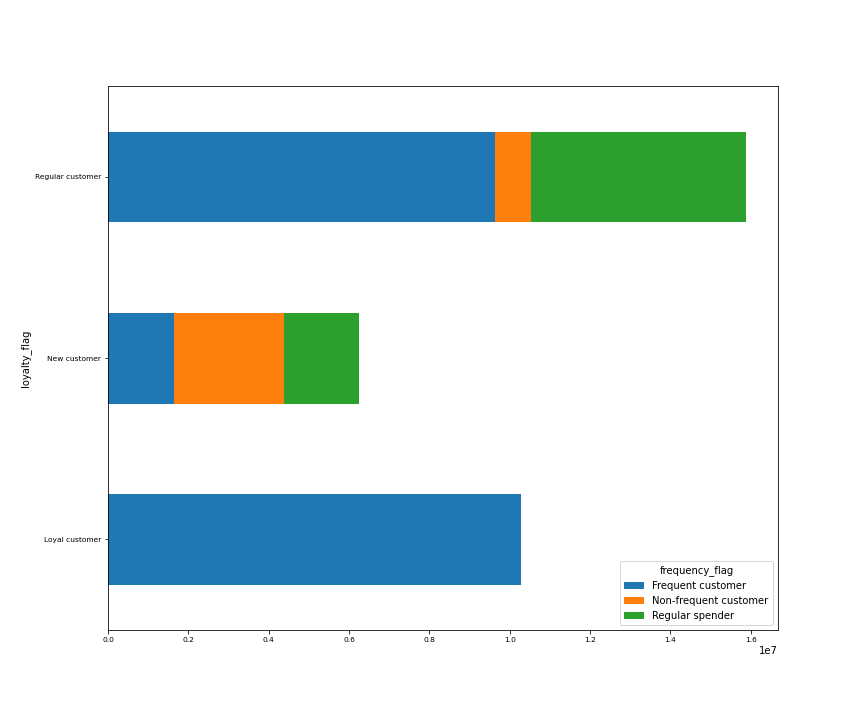 loyalty_flag
Regular customer
New customer
Loyal customer
frequency_flag
Frequent customer
Non-frequent customer
Regular spender
0.0 0.2 0.4 0.6 0.8 1.0 1.2 1.4 1.6
1e7